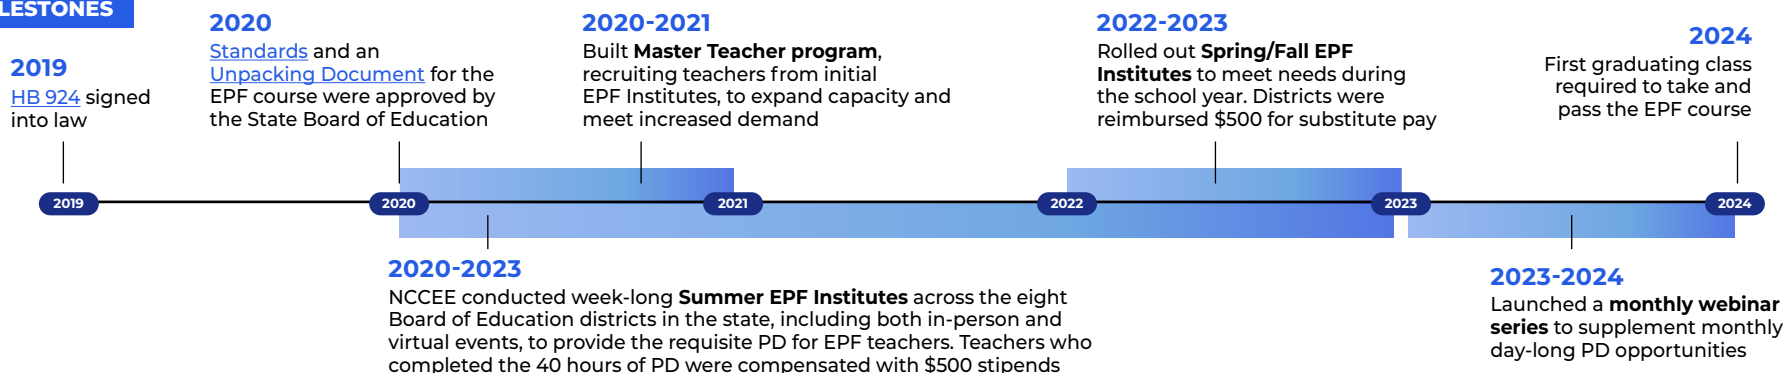 LESTONES
2019
HB 924 signed
into law
2020
Standards and an
Unpacking Document for the
EPF course were approved by
the State Board of Education
2020-2021
Built Master Teacher program,
recruiting teachers from initial
EPF Institutes, to expand capacity and
meet increased demand
2022-2023
Rolled out Spring/Fall EPF
Institutes to meet needs during
the school year. Districts were
reimbursed $500 for substitute pay
2024
First graduating class
required to take and
pass the EPF course
2019
2020
2021
2022
2023
2024
2020-2023
NCCEE conducted week-long Summer EPF Institutes across the eight
Board of Education districts in the state, including both in-person and
virtual events, to provide the requisite PD for EPF teachers. Teachers who
completed the 40 hours of PD were compensated with $500 stipends
2023-2024
Launched a monthly webinar
series to supplement monthly
day-long PD opportunities